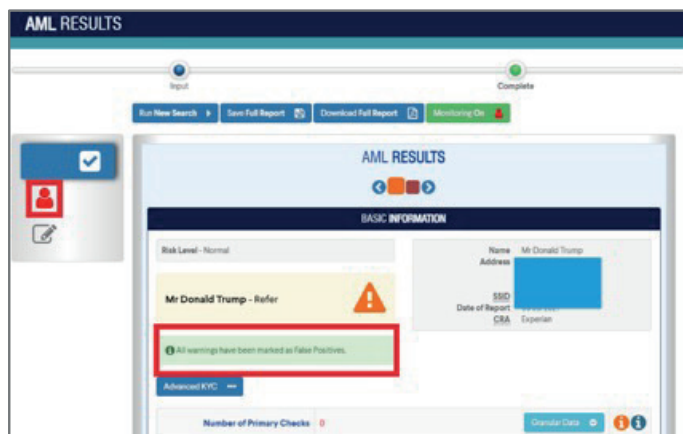 AML RESULTS
Input
Complete
Run New Search
Save Full Report
Download Full Report
Monitoring On
AML RESULTS
BASIC INFORMATION
Risk Level - Normal
Name Mr Donald Trump
Address
Mr Donald Trump - Refer
SSID
Date of Report
CRA Experian
All warnings have been marked as False Positives.
Advanced KYC
Number of Primary Checks 0
Granular Data